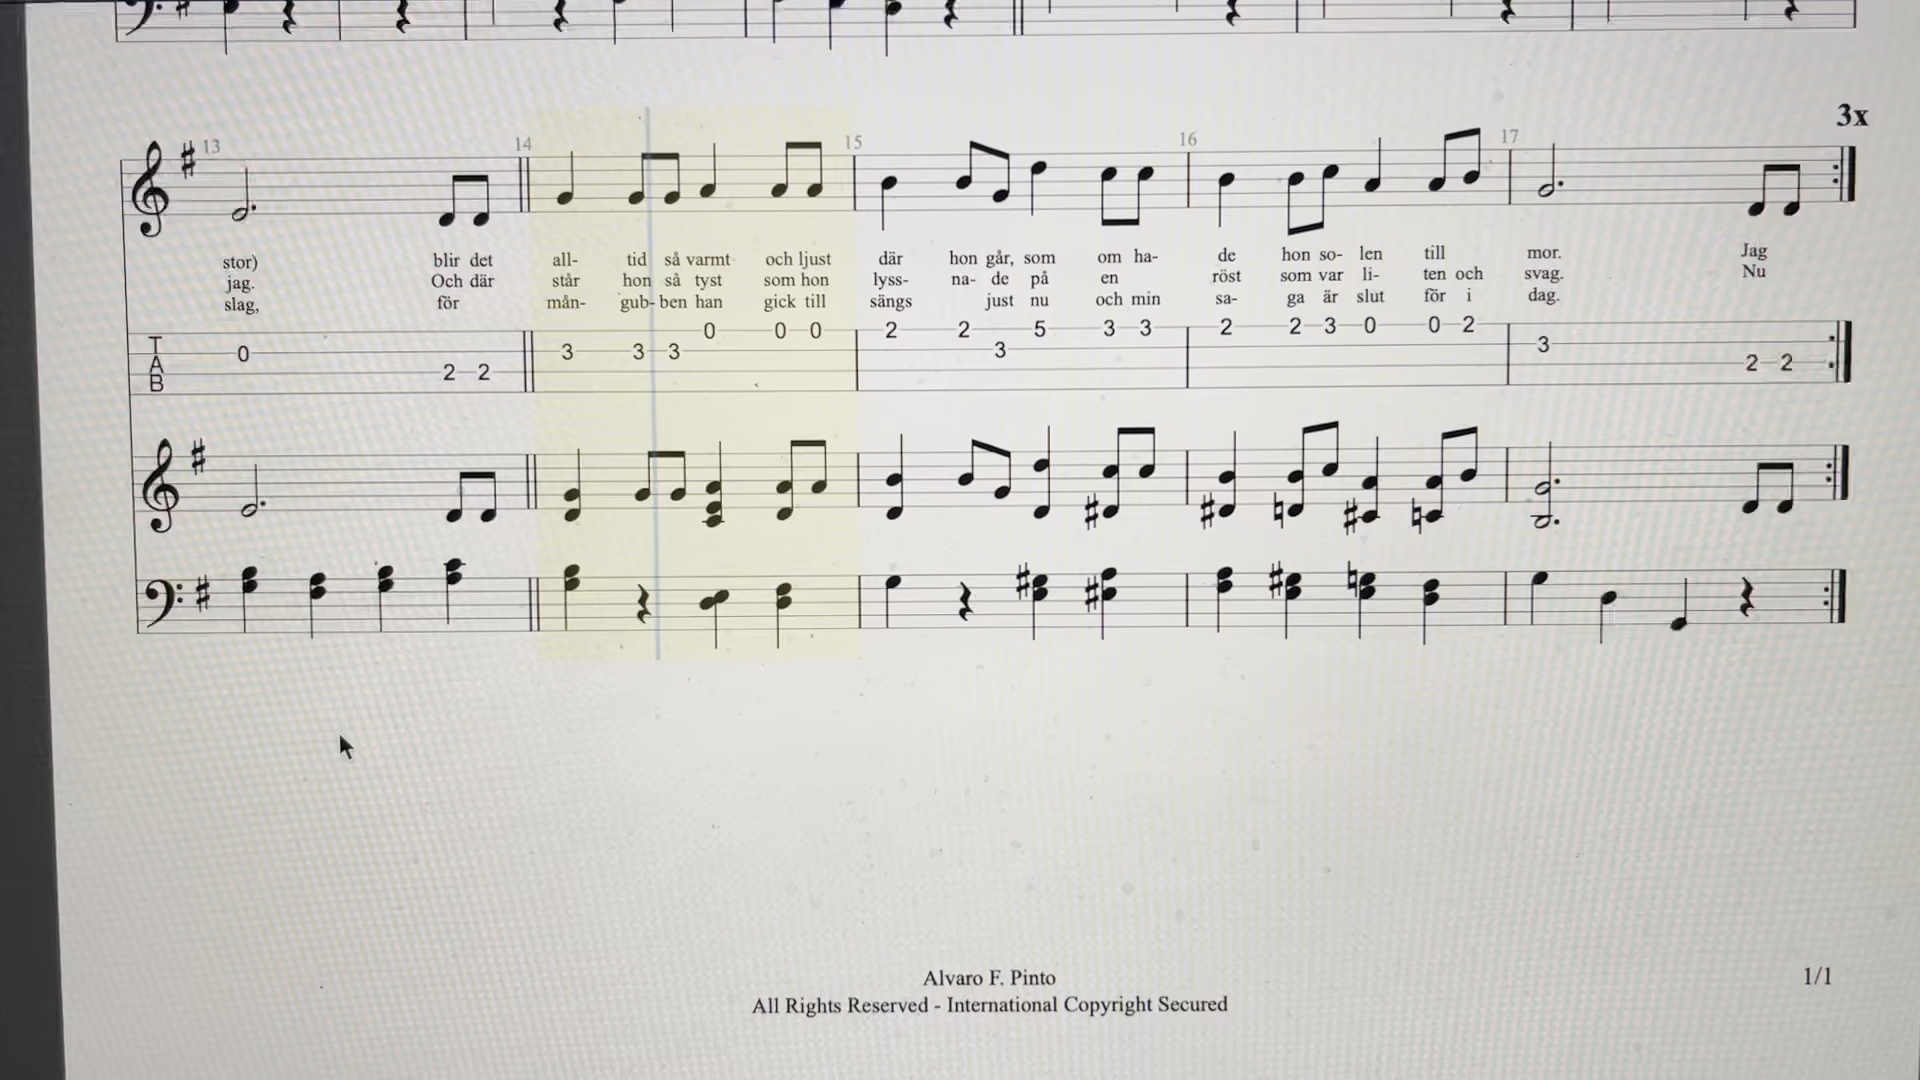 3x
13 14 15 16 17
stor) blir det all- tid så varmt och ljust där hon går, som om ha- de hon so- len till mor. Jag
jag. Och där står hon så tyst som hon lyss- na- de på en röst som var li- ten och svag. Nu
slag, för mån- gub- ben han gick till sängs just nu och min sa- ga är slut för i dag.
0 0 0 2 2 5 3 3 2 2 3 0 0 2
T 0 3 3 3 3 3
A 2 2 2 2
B
Alvaro F. Pinto 1/1
All Rights Reserved - International Copyright Secured